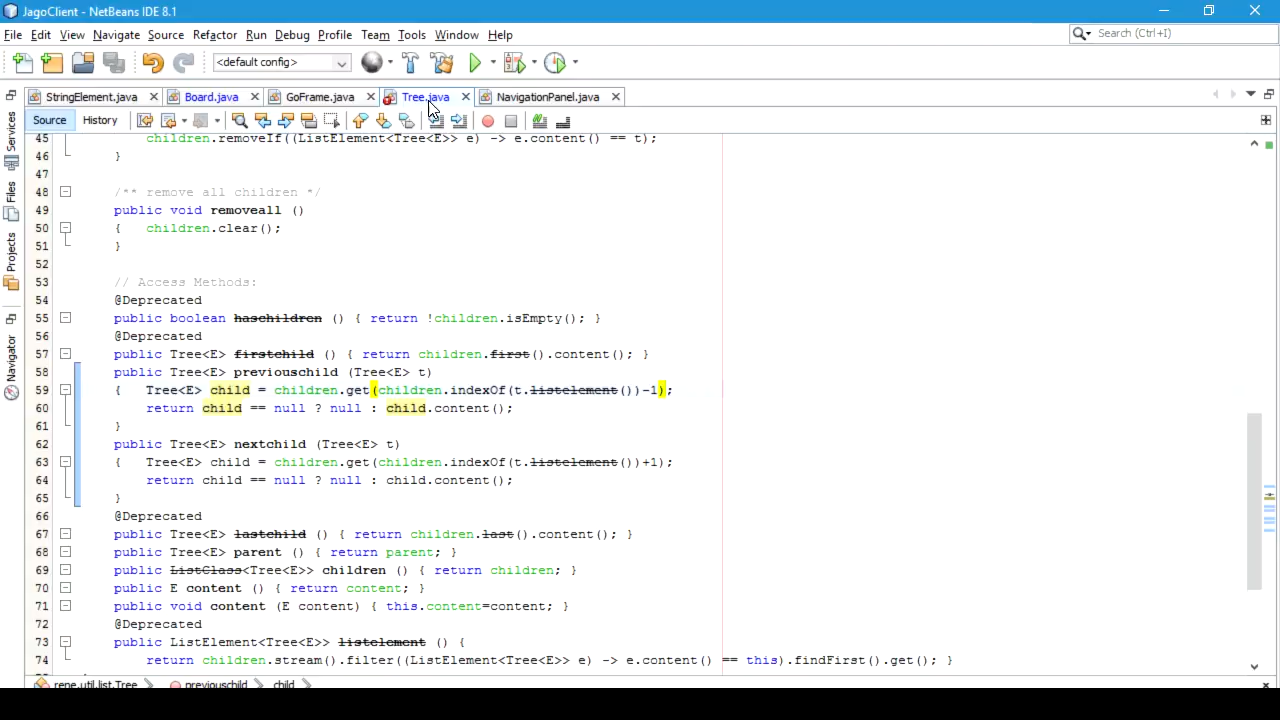 JagoClient - NetBeans IDE 8.1
File Edit View Navigate Source Refactor Run Debug Profile Team Tools Window Help
Search (Ctrl+I)
<default config>
StringElement.java Board.java GoFrame.java Tree.java NavigationPanel.java
Source History
Services
Files
Projects
Navigator
45 children.removeIf((ListElement<Tree<E>> e) -> e.content() == t);
46 }
47
48 /** remove all children */
49 public void removeall ()
50 { children.clear();
51 }
52
53 // Access Methods:
54 @Deprecated
55 public boolean haschildren () { return !children.isEmpty(); }
56 @Deprecated
57 public Tree<E> firstchild () { return children.first().content(); }
58 public Tree<E> previouschild (Tree<E> t)
59 { Tree<E> child = children.get(children.indexOf(t.listelement())-1);
60 return child == null ? null : child.content();
61 }
62 public Tree<E> nextchild (Tree<E> t)
63 { Tree<E> child = children.get(children.indexOf(t.listelement())+1);
64 return child == null ? null : child.content();
65 }
66 @Deprecated
67 public Tree<E> lastchild () { return children.last().content(); }
68 public Tree<E> parent () { return parent; }
69 public ListClass<Tree<E>> children () { return children; }
70 public E content () { return content; }
71 public void content (E content) { this.content=content; }
72 @Deprecated
73 public ListElement<Tree<E>> listelement () {
74 return children.stream().filter((ListElement<Tree<E>> e) -> e.content() == this).findFirst().get(); }
rene.util.list.Tree previouschild child